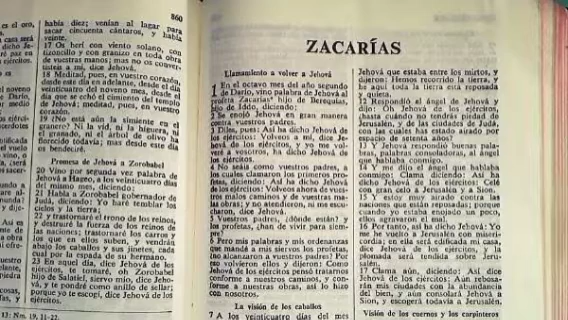 860
había diez; venían al lagar para
sacar cincuenta cántaros, y había
veinte.
17 Os herí con viento solano, con
tizoncillo y con granizo en toda obra
de vuestras manos; mas no os convertis-
teis a mí, dice Jehová.
18 Meditad, pues, en vuestro corazón,
desde este día en adelante, desde el día
veinticuatro del noveno mes, desde el
día que se echó el cimiento del templo
de Jehová; meditad, pues, en vuestro
corazón.
19 ¿No está aún la simiente en el
granero? Ni la vid, ni la higuera, ni
el granado, ni el árbol de olivo ha
florecido todavía; mas desde este día
os bendeciré.
Promesa de Jehová a Zorobabel
20 Vino por segunda vez palabra de
Jehová a Hageo, a los veinticuatro días
del mismo mes, diciendo:
21 Habla a Zorobabel gobernador de
Judá, diciendo: Yo haré temblar los
cielos y la tierra;
22 y trastornaré el trono de los reinos,
y destruiré la fuerza de los reinos de
las naciones; trastornaré los carros y
los que en ellos suben, y vendrán
abajo los caballos y sus jinetes, cada
cual por la espada de su hermano.
23 En aquel día, dice Jehová de los
ejércitos, te tomaré, oh Zorobabel
hijo de Salatiel, siervo mío, dice Jeho-
vá, y te pondré como anillo de sellar;
porque yo te escogí, dice Jehová de los
ejércitos.
ZACARÍAS
Llamamiento a volver a Jehová
1 En el octavo mes del año segundo
de Darío, vino palabra de Jehová al
profeta Zacarías hijo de Berequías,
hijo de Iddo, diciendo:
2 Se enojó Jehová en gran manera
contra vuestros padres.
3 Diles, pues: Así ha dicho Jehová de
los ejércitos: Volveos a mí, dice Je-
hová de los ejércitos, y yo me volve-
ré a vosotros, ha dicho Jehová de
los ejércitos.
4 No seáis como vuestros padres, a
los cuales clamaron los primeros pro-
fetas, diciendo: Así ha dicho Jehová
de los ejércitos: Volveos ahora de vues-
tros malos caminos y de vuestras ma-
las obras; y no atendieron, ni me escu-
charon, dice Jehová.
5 Vuestros padres, ¿dónde están? y
los profetas, ¿han de vivir para siem-
pre?
6 Pero mis palabras y mis ordenanzas
que mandé a mis siervos los profetas,
¿no alcanzaron a vuestros padres? Por
eso volvieron ellos y dijeron: Como
Jehová de los ejércitos pensó tratarnos
conforme a nuestros caminos, y con-
forme a nuestras obras, así lo hizo
con nosotros.
La visión de los caballos
7 A los veinticuatro días del mes
Jehová que estaba entre los mirtos, y
dijeron: Hemos recorrido la tierra, y
he aquí toda la tierra está reposada
y quieta.
12 Respondió el ángel de Jehová y
dijo: Oh Jehová de los ejércitos,
¿hasta cuándo no tendrás piedad de
Jerusalén, y de las ciudades de Judá,
con las cuales has estado airado por
espacio de setenta años?
13 Y Jehová respondió buenas pala-
bras, palabras consoladoras, al ángel
que hablaba conmigo.
14 Y me dijo el ángel que hablaba
conmigo: Clama diciendo: Así ha
dicho Jehová de los ejércitos: Celé
con gran celo a Jerusalén y a Sion.
15 Y estoy muy airado contra las
naciones que están reposadas; porque
cuando yo estaba enojado un poco,
ellos agravaron el mal.
16 Por tanto, así ha dicho Jehová: Yo
me he vuelto a Jerusalén con miseri-
cordia; en ella será edificada mi casa,
dice Jehová de los ejércitos, y la
plomada será tendida sobre Jeru-
salén.
17 Clama aún, diciendo: Así dice
Jehová de los ejércitos: Aún rebosa-
rán mis ciudades con la abundancia
del bien, y aún consolará Jehová a
Sion, y escogerá todavía a Jerusalén.
Visión de los cuernos y los carpinteros